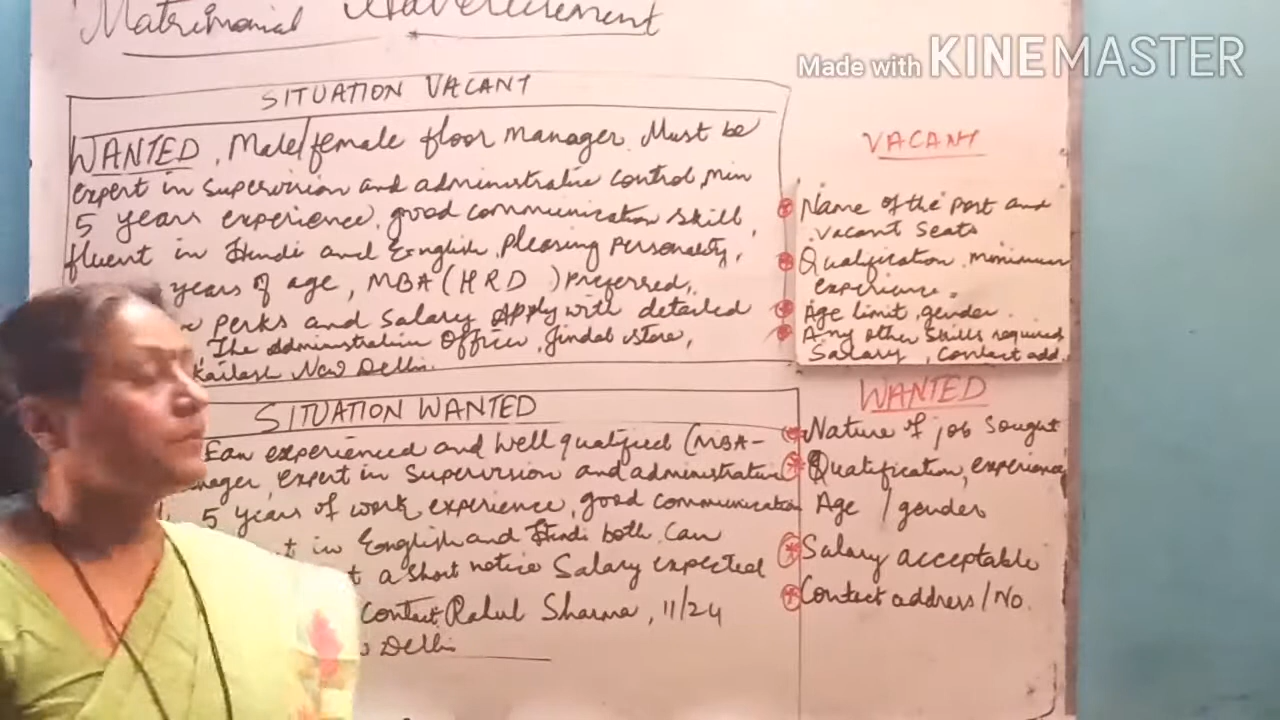 Matrimonial Advertisement
Made with KINEMASTER
SITUATION VACANT
WANTED, Male/female floor manager Must be
expert in supervision and administrative control, min
5 years experience, good communication skill,
fluent in Hindi and English, Pleasing Personality,
years of age, MBA (HRD) Preferred,
Perks and salary Apply with detailed
The administration Officer, Jindal store,
Kailash New Delhi.
VACANT
Name of the post and
vacant seats
Qualification, minimum
experience.
Age limit, gender
Any other skills required
Salary, contact add.
SITUATION WANTED
experienced and well qualified (MBA-
expert in supervision and administrative
5 years of work experience, good communication
in English and Hindi both, Can
a short notice Salary expected
Contact Rahul Sharma, 11/24
Delhi
WANTED
Nature of job sought
Qualification, experience
Age / gender
Salary acceptable
Contact address/No.